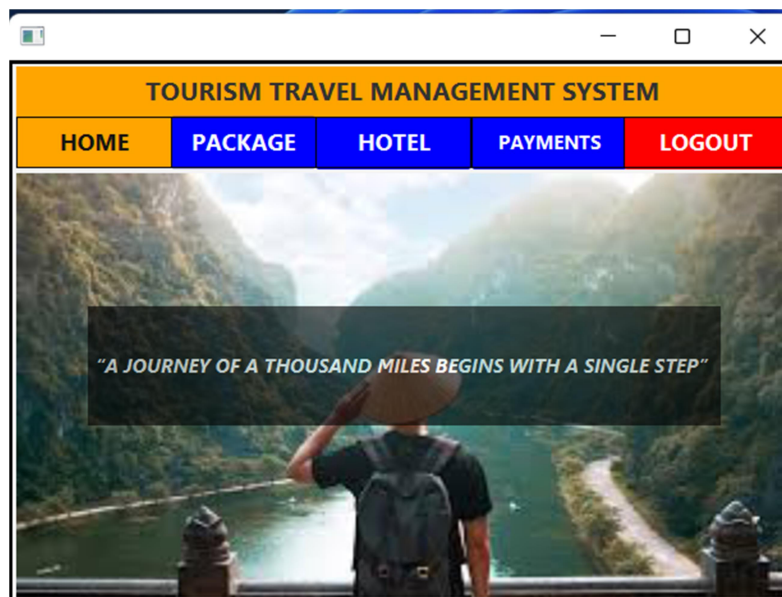 TOURISM TRAVEL MANAGEMENT SYSTEM
HOME PACKAGE HOTEL PAYMENTS LOGOUT
“A JOURNEY OF A THOUSAND MILES BEGINS WITH A SINGLE STEP”